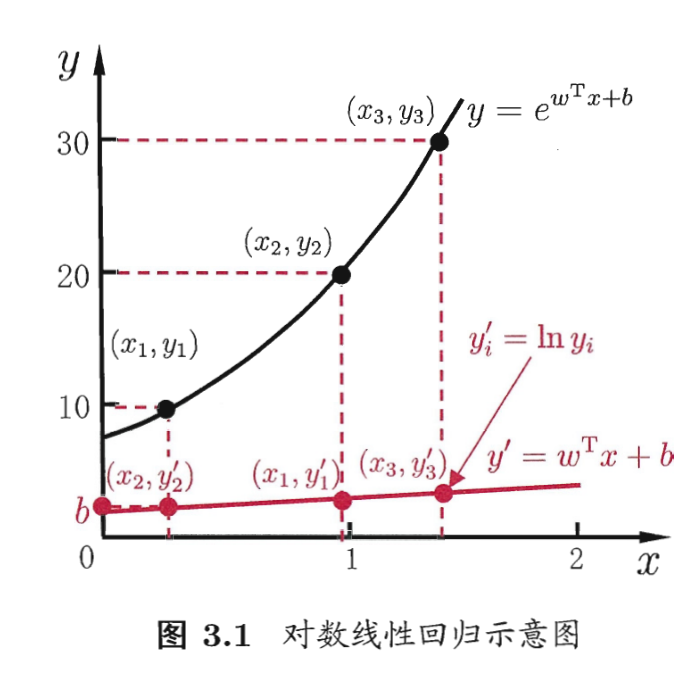 y
(x₃, y₃)
y = e^{wᵀx+b}
30
(x₂, y₂)
20
(x₁, y₁)
y′ᵢ = ln yᵢ
10
(x₂, y′₂)
(x₁, y′₁)
(x₃, y′₃)
y′ = wᵀx + b
b
0
1
2
x
图 3.1 对数线性回归示意图